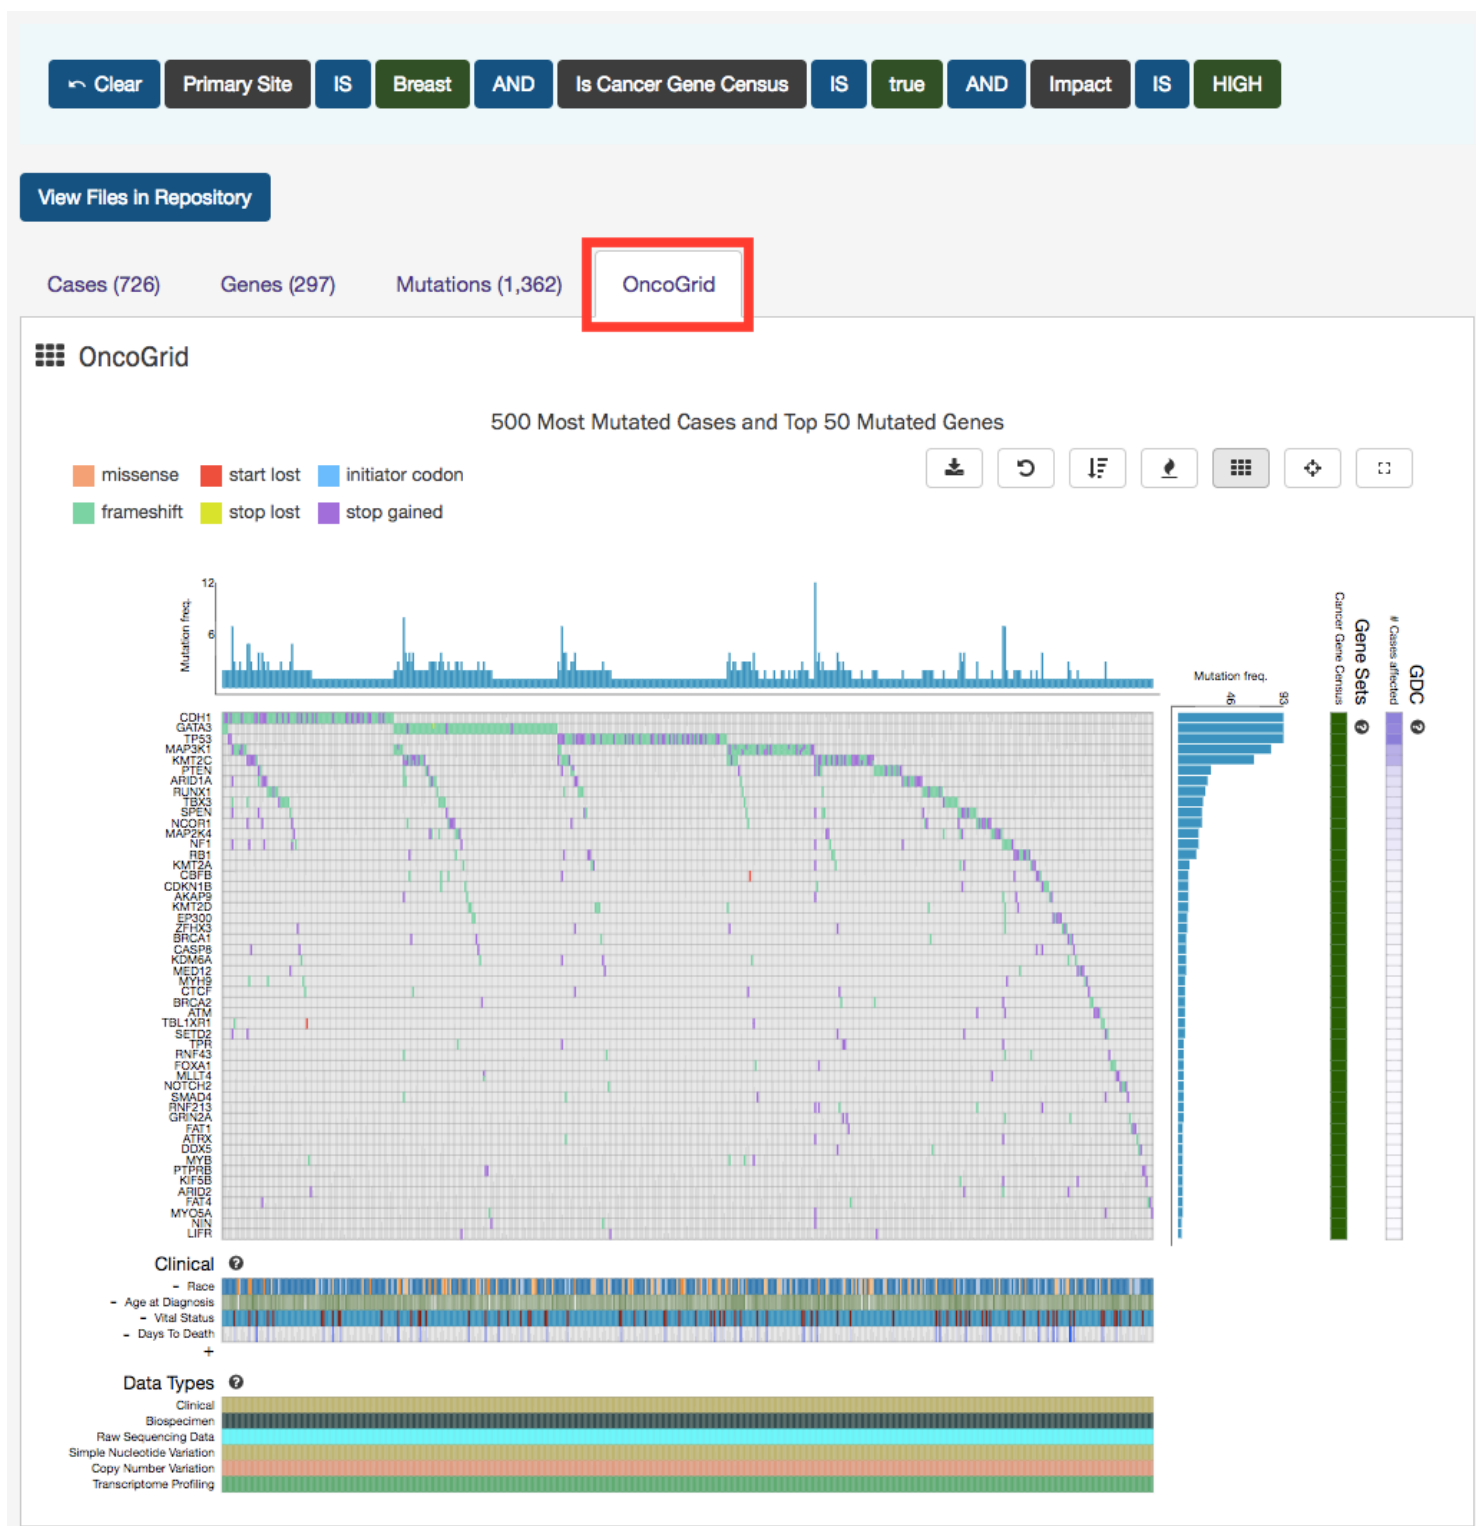 Clear Primary Site IS Breast AND Is Cancer Gene Census IS true AND Impact IS HIGH
View Files in Repository
Cases (726) Genes (297) Mutations (1,362) OncoGrid
OncoGrid
500 Most Mutated Cases and Top 50 Mutated Genes
missense start lost initiator codon
frameshift stop lost stop gained
12
6
Mutation freq.
Mutation freq.
46
93
Cancer Gene Census
Gene Sets
# Cases affected
GDC
CDH1
GATA3
TP53
MAP3K1
KMT2C
PTEN
ARID1A
RUNX1
TBX3
SPEN
NCOR1
MAP2K4
NF1
RB1
KMT2A
CBFB
CDKN1B
AKAP9
KMT2D
EP300
ZFHX3
BRCA1
CASP8
KDM6A
MED12
MYH9
CTCF
BRCA2
ATM
TBL1XR1
SETD2
TPR
RNF43
FOXA1
MLLT4
NOTCH2
SMAD4
RNF213
GRIN2A
FAT1
ATRX
DDX5
MYB
PTPRB
KIF5B
ARID2
FAT4
MYO5A
NIN
LIFR
Clinical ?
– Race
– Age at Diagnosis
– Vital Status
– Days To Death
+
Data Types ?
Clinical
Biospecimen
Raw Sequencing Data
Simple Nucleotide Variation
Copy Number Variation
Transcriptome Profiling